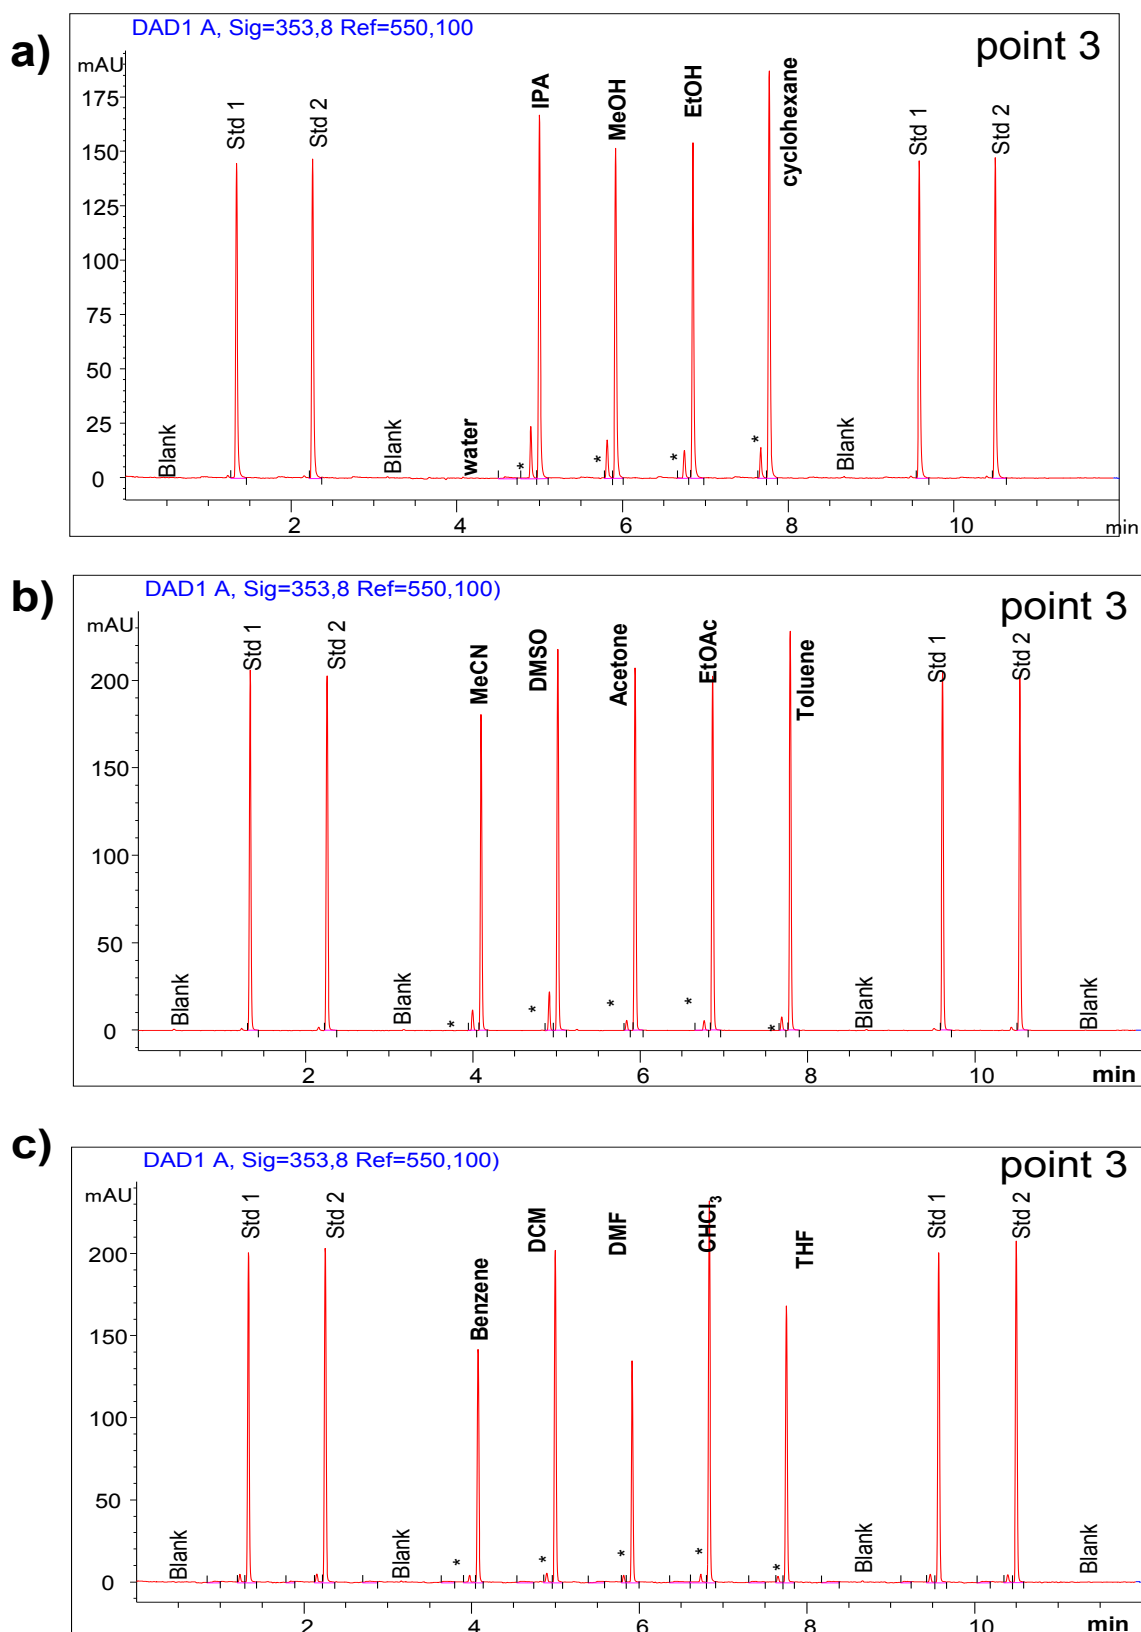 a)
DAD1 A, Sig=353,8 Ref=550,100
point 3
mAU
175
150
125
100
75
50
25
0
Blank
Std 1
Std 2
Blank
water
*
IPA
*
MeOH
*
EtOH
*
cyclohexane
Blank
Std 1
Std 2
2
4
6
8
10
min
b)
DAD1 A, Sig=353,8 Ref=550,100)
point 3
mAU
200
150
100
50
0
Blank
Std 1
Std 2
Blank
*
MeCN
*
DMSO
*
Acetone
*
EtOAc
*
Toluene
Blank
Std 1
Std 2
Blank
2
4
6
8
10
min
c)
DAD1 A, Sig=353,8 Ref=550,100)
point 3
mAU
200
150
100
50
0
Blank
Std 1
Std 2
Blank
*
Benzene
*
DCM
*
DMF
*
CHCl₃
*
THF
Blank
Std 1
Std 2
Blank
2
4
6
8
10
min